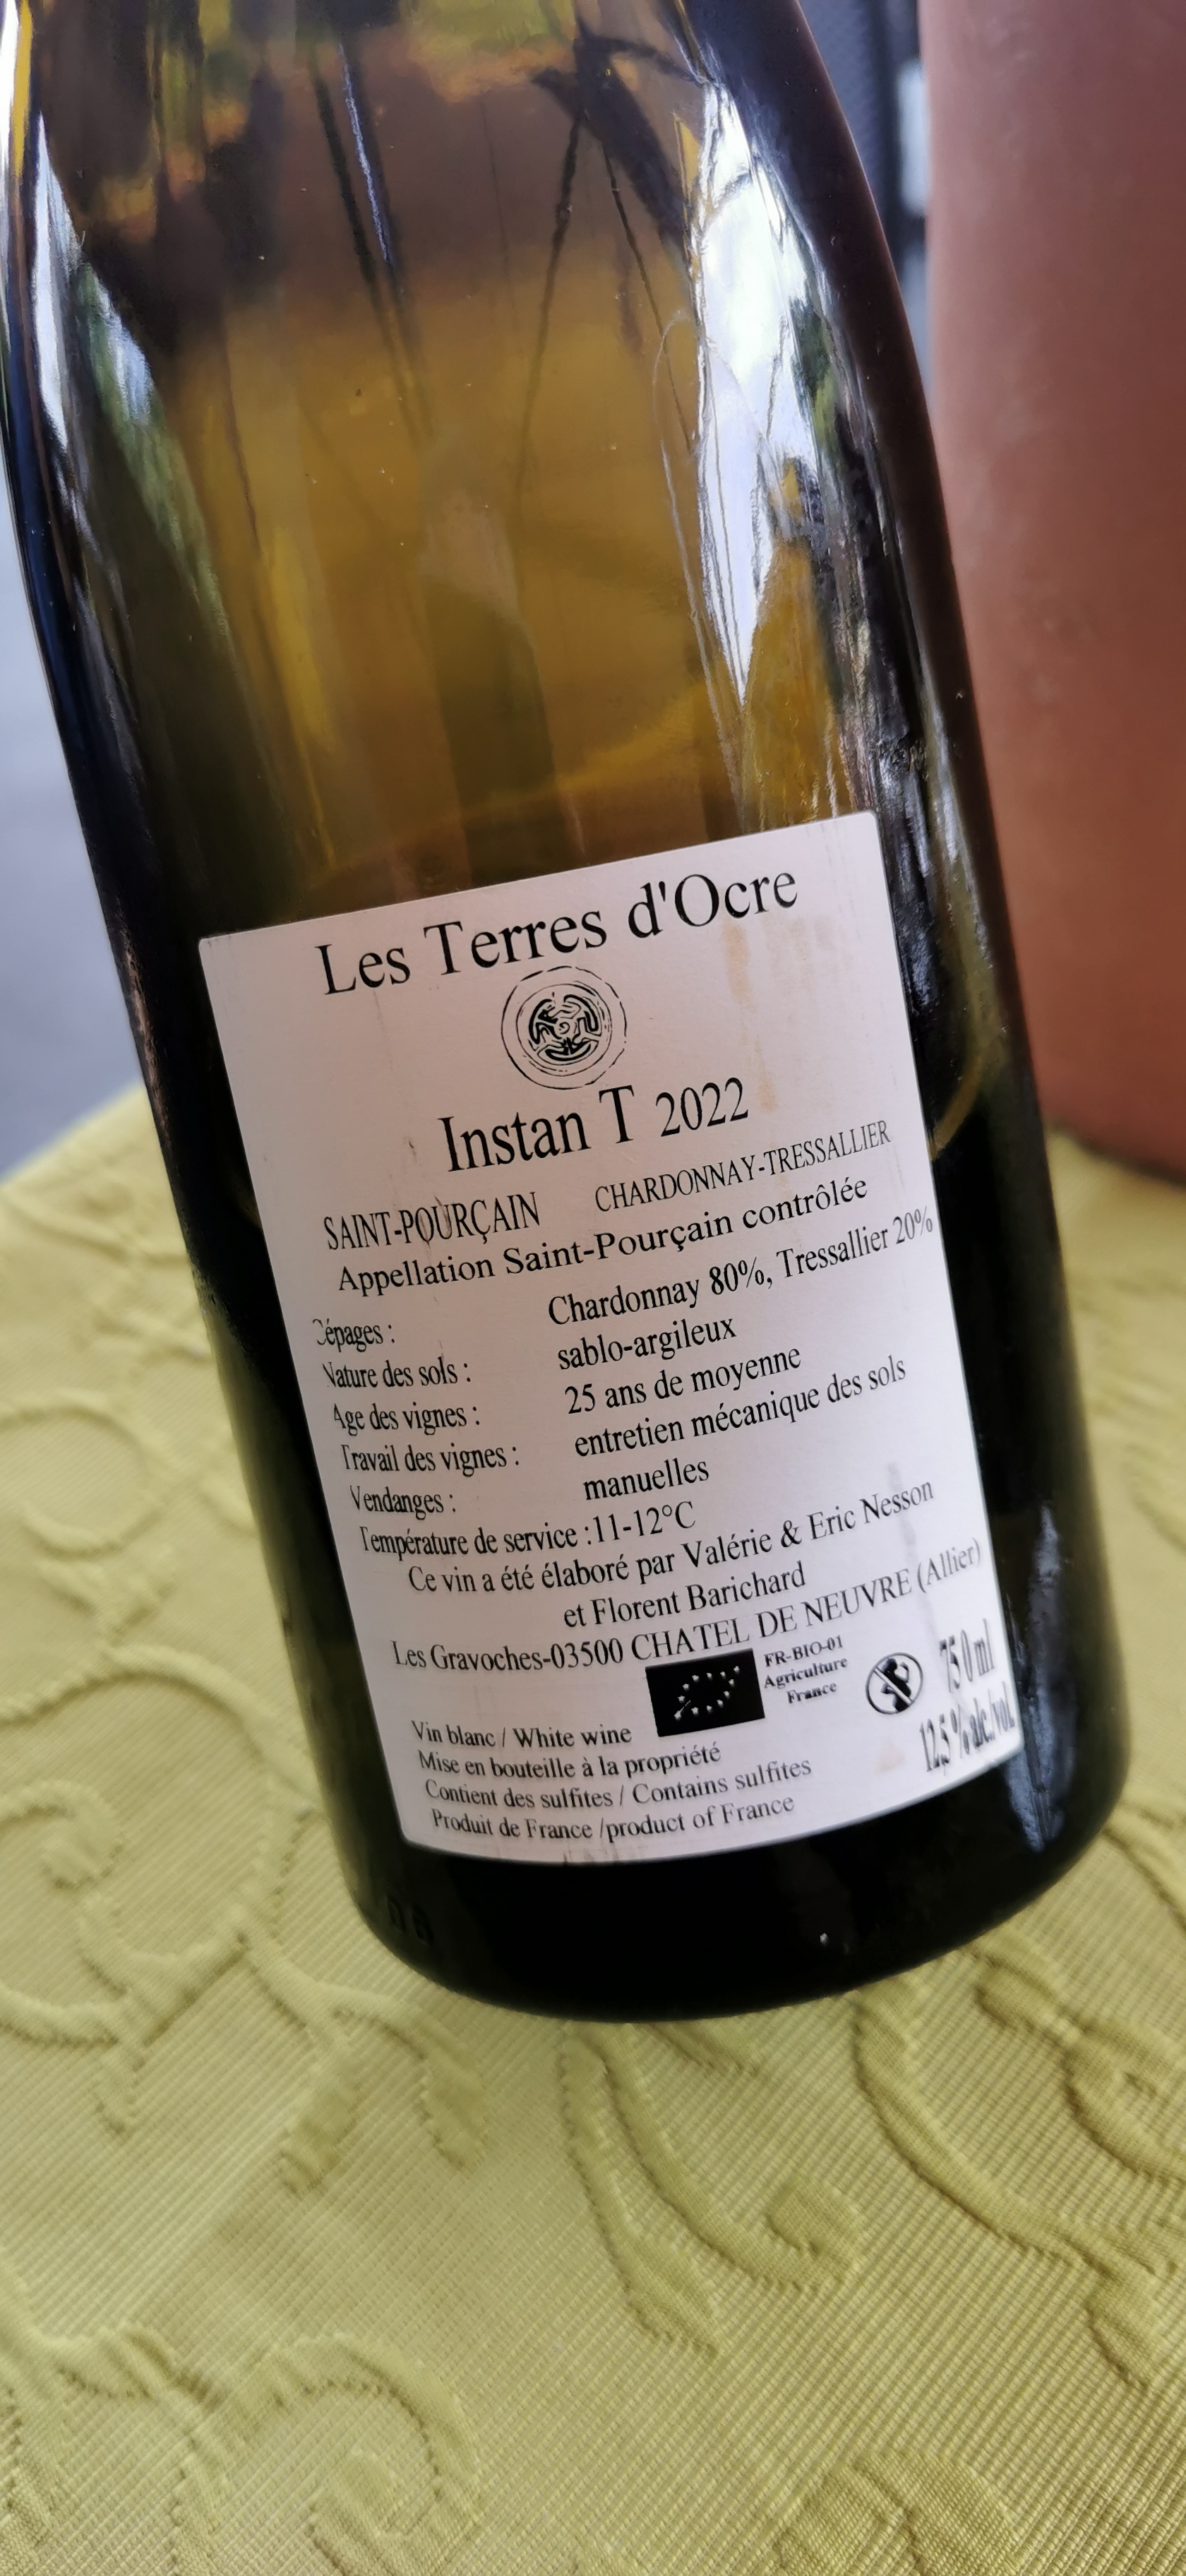 Les Terres d'Ocre
Instan T 2022
SAINT-POURÇAIN CHARDONNAY-TRESSALLIER
Appellation Saint-Pourçain contrôlée
Cépages : Chardonnay 80%, Tressallier 20%
Nature des sols : sablo-argileux
Age des vignes : 25 ans de moyenne
Travail des vignes : entretien mécanique des sols
Vendanges : manuelles
Température de service :11-12°C
Ce vin a été élaboré par Valérie & Eric Nesson
et Florent Barichard
Les Gravoches-03500 CHATEL DE NEUVRE (Allier)
FR-BIO-01
Agriculture
France
750 ml
12,5 % alc./vol.
Vin blanc / White wine
Mise en bouteille à la propriété
Contient des sulfites / Contains sulfites
Produit de France /product of France